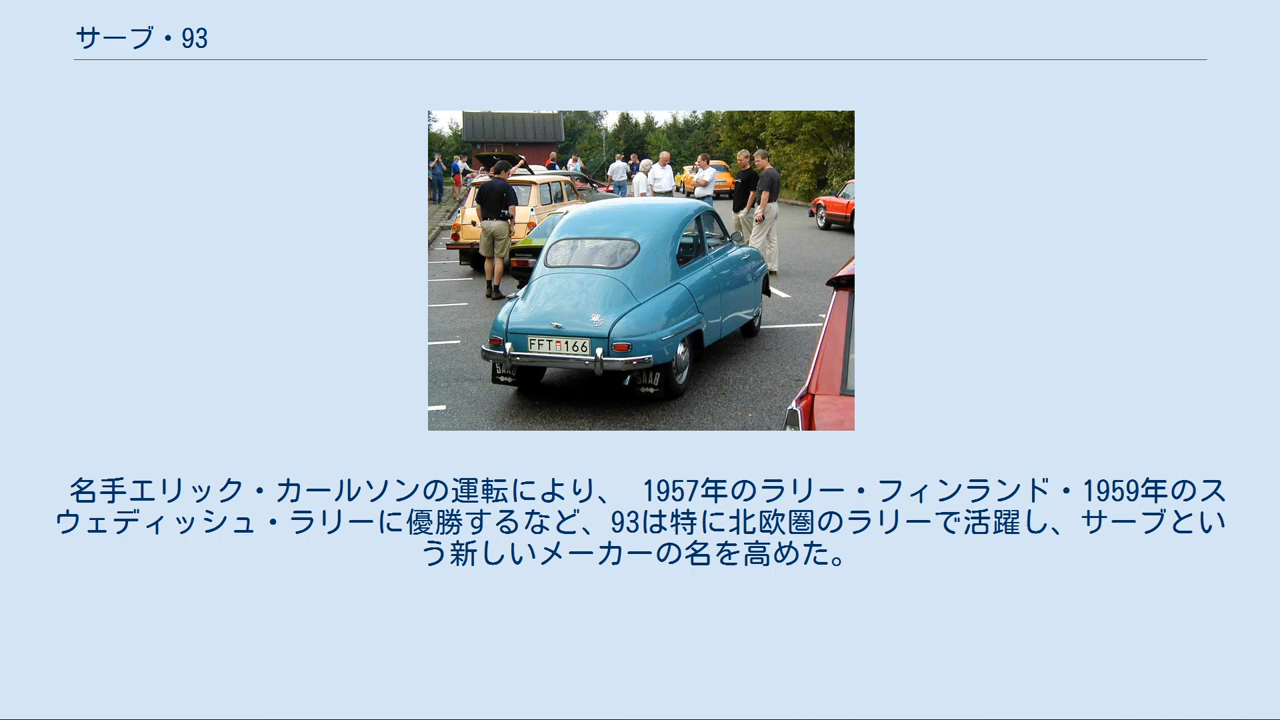 サーブ・93
FFT 166
SAAB
SAAB
名手エリック・カールソンの運転により、 1957年のラリー・フィンランド・1959年のス
ウェディッシュ・ラリーに優勝するなど、93は特に北欧圏のラリーで活躍し、サーブとい
う新しいメーカーの名を高めた。